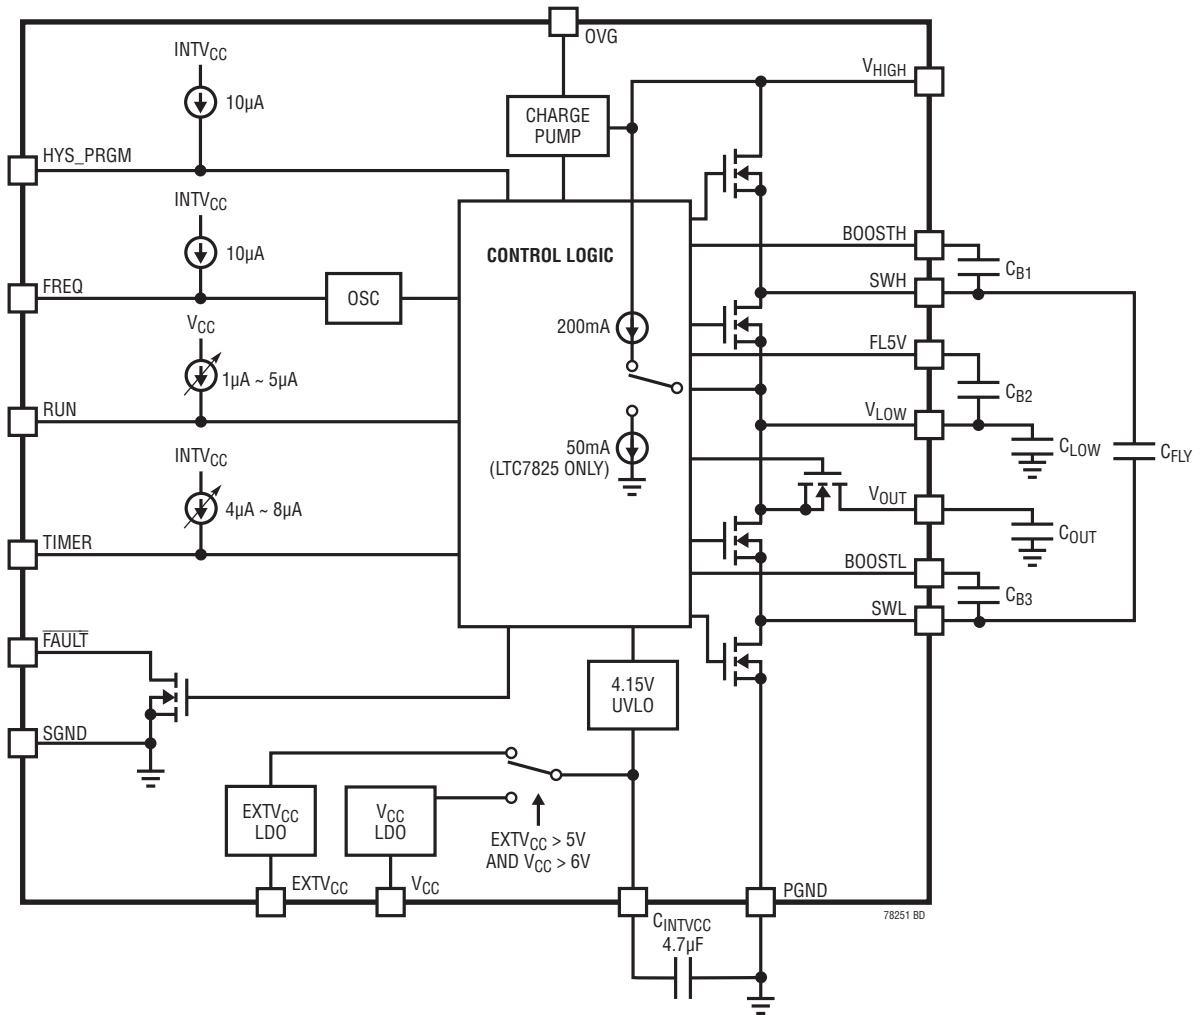 OVG
INTVCC
10µA
CHARGE
PUMP
VHIGH
HYS_PRGM
INTVCC
10µA
FREQ
OSC
CONTROL LOGIC
BOOSTH
CB1
SWH
VCC
1µA ~ 5µA
200mA
FL5V
CB2
RUN
VLOW
CLOW
CFLY
INTVCC
4µA ~ 8µA
50mA
(LTC7825 ONLY)
VOUT
COUT
TIMER
BOOSTL
CB3
SWL
FAULT
4.15V
UVLO
SGND
EXTVCC
LDO
VCC
LDO
EXTVCC > 5V
AND VCC > 6V
EXTVCC
VCC
PGND
78251 BD
CINTVCC
4.7µF